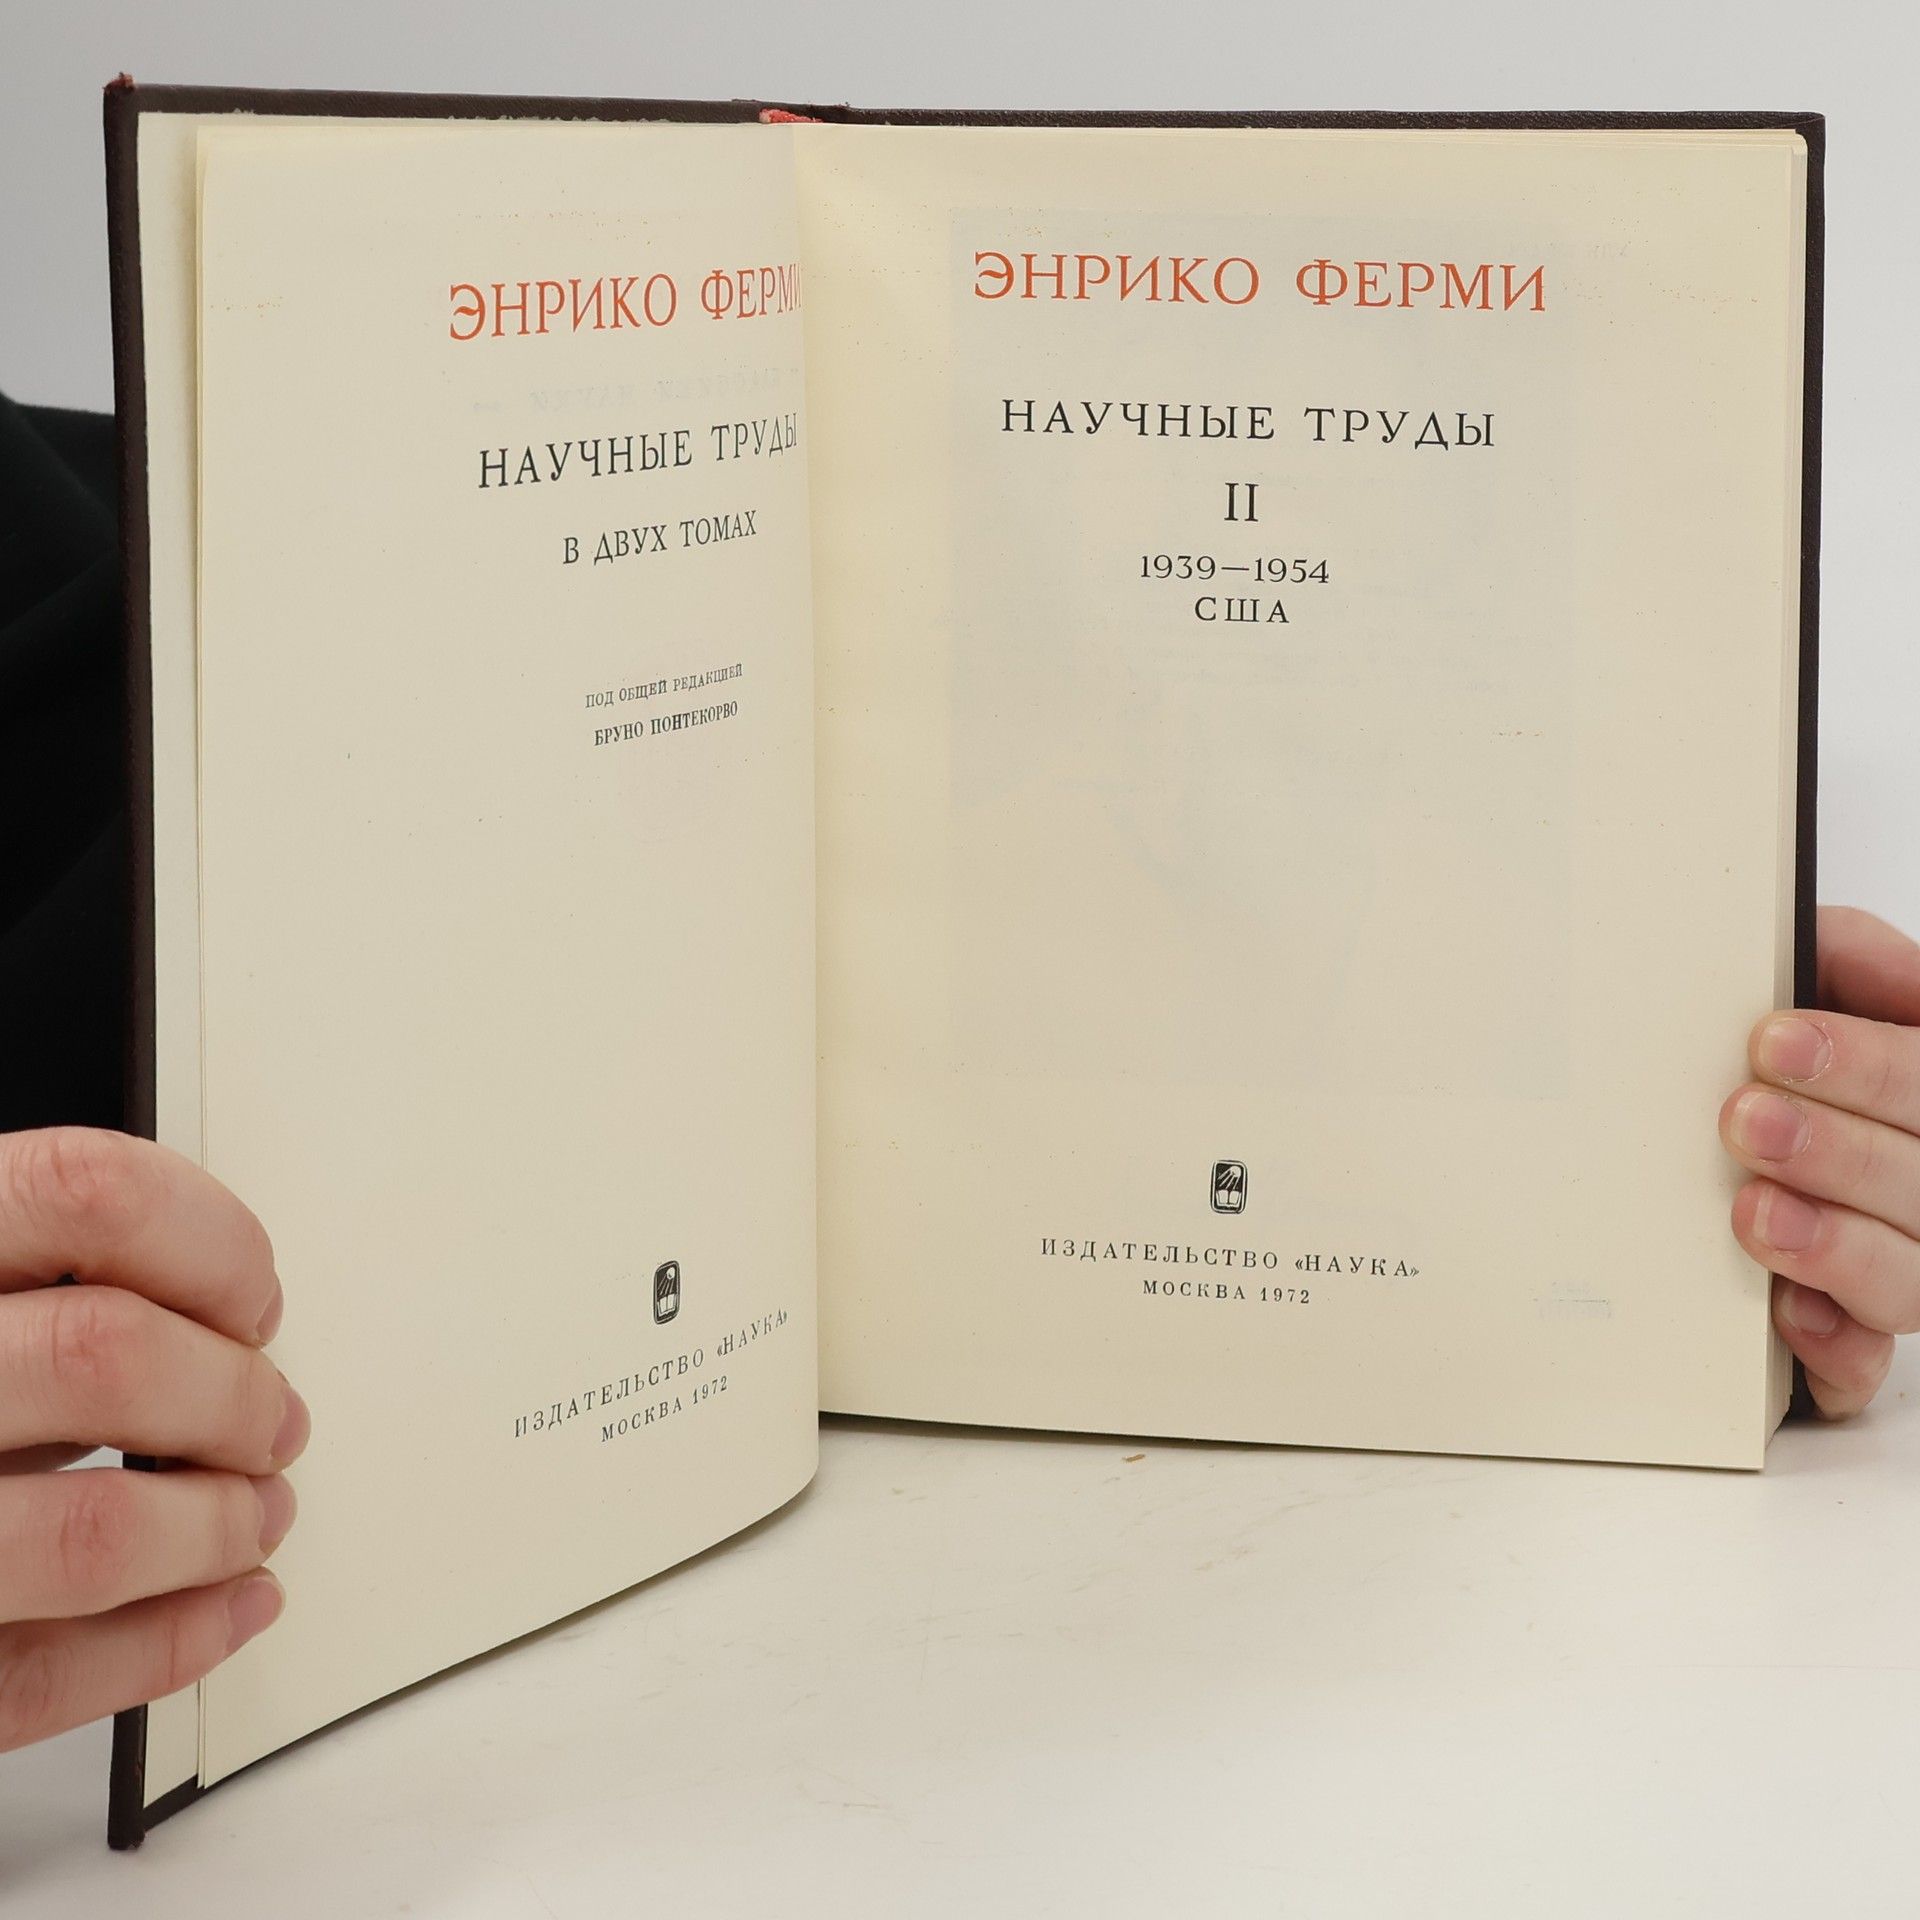 ЭНРИКО ФЕРМИ
НАУЧНЫЕ ТРУДЫ
В ДВУХ ТОМАХ
ПОД ОБЩЕЙ РЕДАКЦИЕЙ
БРУНО ПОНТЕКОРВО
ИЗДАТЕЛЬСТВО «НАУКА»
МОСКВА 1972
ЭНРИКО ФЕРМИ
НАУЧНЫЕ ТРУДЫ
II
1939—1954
США
ИЗДАТЕЛЬСТВО «НАУКА»
МОСКВА 1972